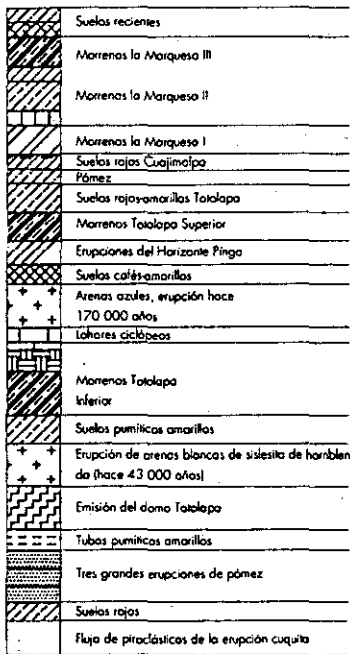 Suelos recientes
Morrenas la Marquesa III
Morrenas la Marquesa II
Morrenas la Marquesa I
Suelos rojos Cuajimalpa
Pómez
Suelos rojos-amarillos Totolapa
Morrenas Totolapa Superior
Erupciones del Horizonte Pinga
Suelos cafés-amarillos
Arenas azules, erupción hace
170 000 años
Lahares ciclópeos
Morrenas Totolapa
Inferior
Suelos pumíticos amarillos
Erupción de arenas blancas de sislesita de hornblen
da (hace 43 000 años)
Emisión del domo Totolapa
Tubas pumíticas amarillos
Tres grandes erupciones de pómez
Suelos rojos
Flujo de piroclásticos de la erupción cuquita